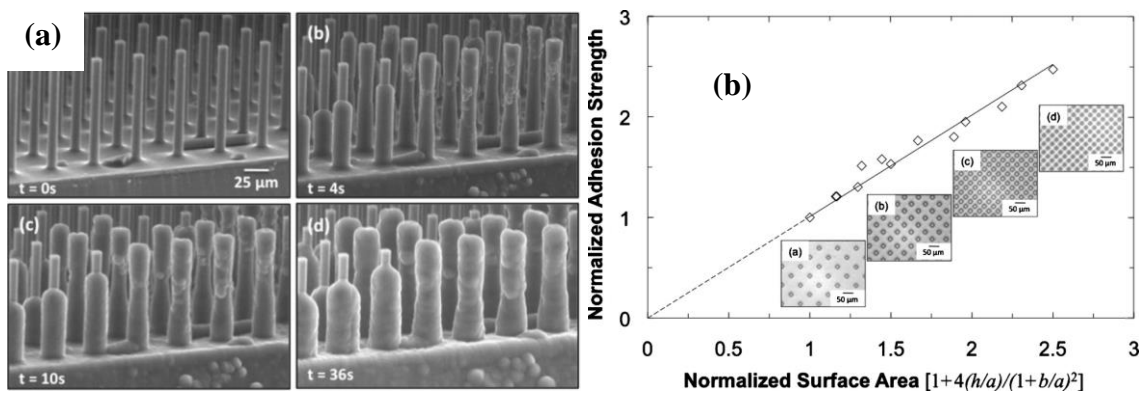 (a)
25 μm
t = 0s
(b)
t = 4s
(c)
t = 10s
(d)
t = 36s
Normalized Adhesion Strength
3
2
1
0
(b)
(a)
50 μm
(b)
50 μm
(c)
50 μm
(d)
50 μm
0
0.5
1
1.5
2
2.5
3
Normalized Surface Area [1+4(h/a)/(1+b/a)²]